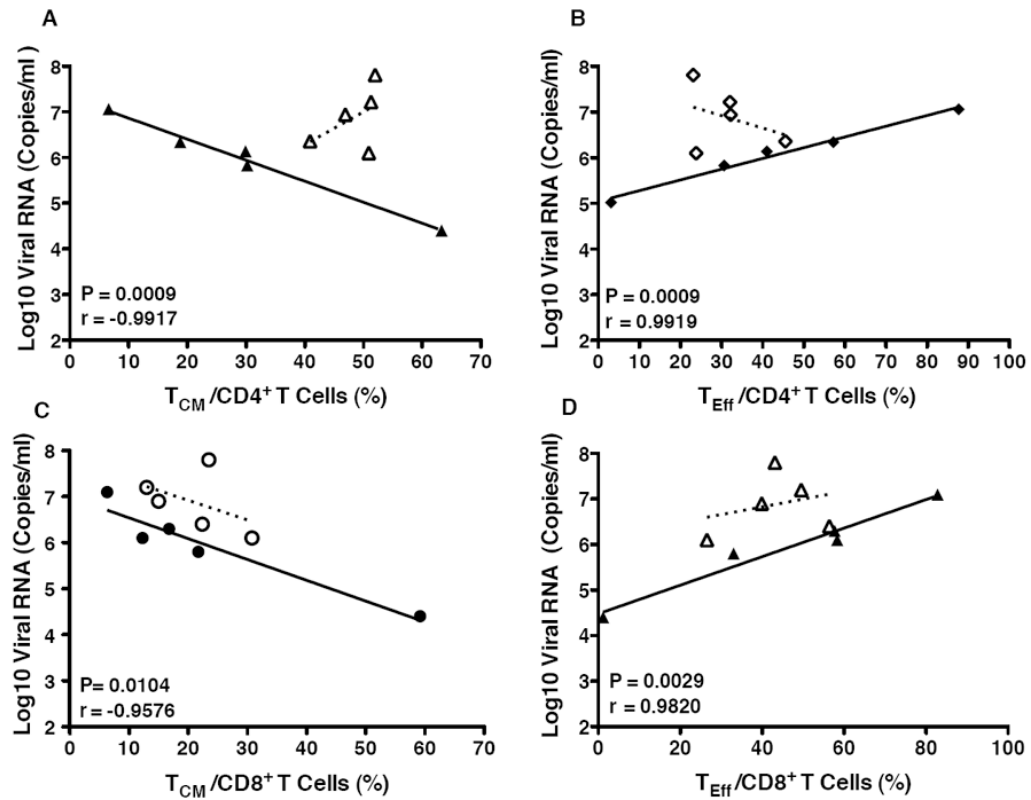 A
Log10 Viral RNA (Copies/ml )
8
7
6
5
4
3
2
P = 0.0009
r = -0.9917
0 10 20 30 40 50 60 70
T_CM /CD4⁺ T Cells (%)
B
Log10 Viral RNA (Copies/ml)
8
7
6
5
4
3
2
P = 0.0009
r = 0.9919
0 10 20 30 40 50 60 70 80 90 100
T_Eff /CD4⁺ T Cells (%)
C
Log10 Viral RNA (Copies/ml)
8
7
6
5
4
3
2
P= 0.0104
r = -0.9576
0 10 20 30 40 50 60 70
T_CM /CD8⁺ T Cells (%)
D
Log10 Viral RNA (Copies/ml)
8
7
6
5
4
3
2
P = 0.0029
r = 0.9820
0 20 40 60 80 100
T_Eff /CD8⁺ T Cells (%)